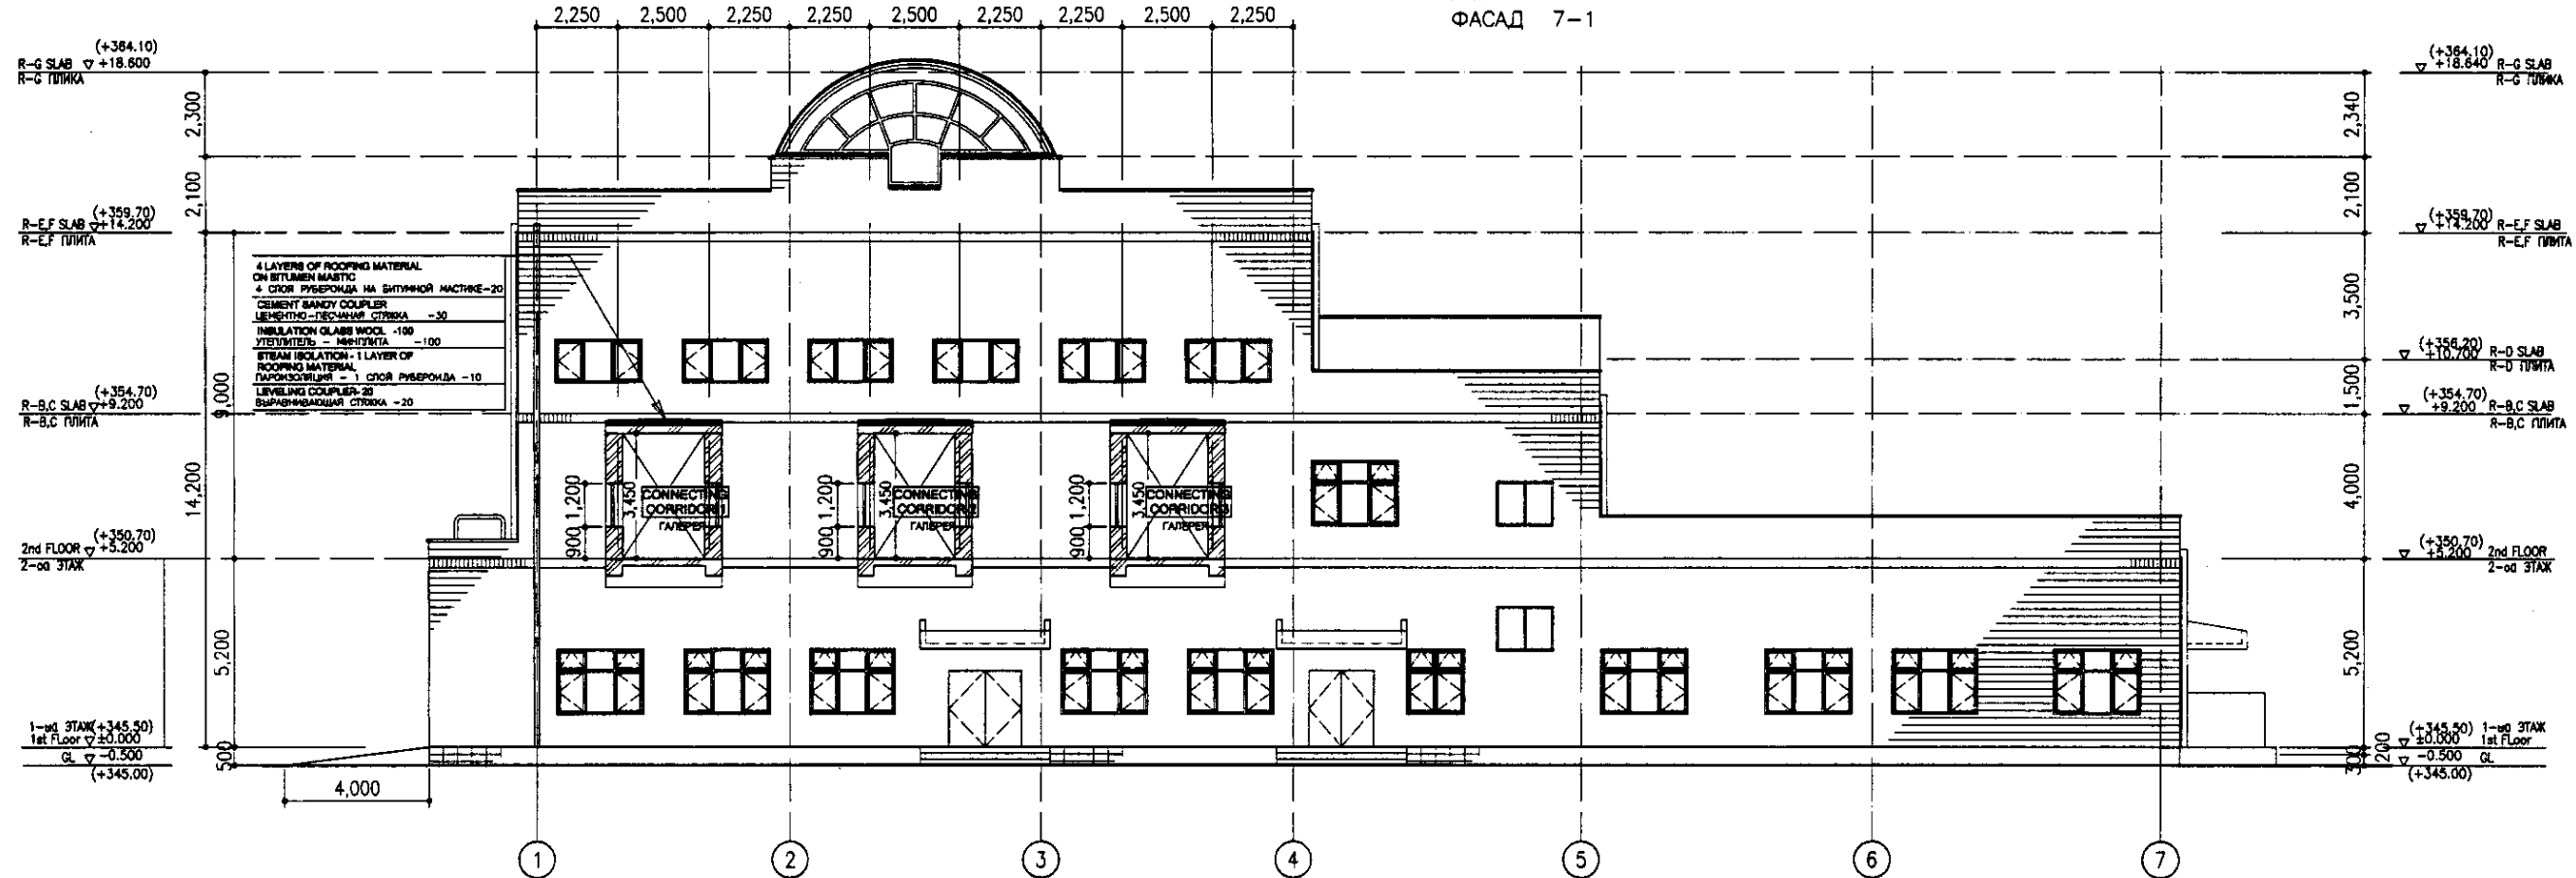 ФАСАД 7-1
2,250 2,500 2,250 2,250 2,500 2,250 2,250 2,500 2,250
(+364.10)
R-G SLAB +18.600
R-G ПЛИКА
2,300
2,100
(+359.70)
R-E,F SLAB +14.200
R-E,F ПЛИТА
4 LAYERS OF ROOFING MATERIAL
ON BITUMEN MASTIC
4 СЛОЯ РУБЕРОИДА НА БИТУМНОЙ МАСТИКЕ-20
CEMENT SANDY COUPLER
ЦЕМЕНТНО-ПЕСЧАНАЯ СТЯЖКА -30
INSULATION GLASS WOOL -100
УТЕПЛИТЕЛЬ - МИНПЛИТА -100
STEAM ISOLATION - 1 LAYER OF
ROOFING MATERIAL
ПАРОИЗОЛЯЦИЯ - 1 СЛОЙ РУБЕРОИДА -10
LEVELING COUPLER-20
ВЫРАВНИВАЮЩАЯ СТЯЖКА -20
9,000
(+354.70)
R-B,C SLAB +9.200
R-B,C ПЛИТА
14,200
(+350.70)
2nd FLOOR +5.200
2-ой ЭТАЖ
5,200
1-ый ЭТАЖ (+345.50)
1st FLoor ±0.000
GL -0.500
(+345.00)
500
4,000
900 1,200 3,450
CONNECTING
CORRIDOR 1
ГАЛЕРЕЯ
900 1,200 3,450
CONNECTING
CORRIDOR 2
ГАЛЕРЕЯ
900 1,200 3,450
CONNECTING
CORRIDOR 3
ГАЛЕРЕЯ
(+364.10)
+18.640 R-G SLAB
R-G ПЛИКА
2,340
2,100
(+359.70)
+14.200 R-E,F SLAB
R-E,F ПЛИТА
3,500
(+356.20)
+10.700 R-D SLAB
R-D ПЛИТА
1,500
(+354.70)
+9.200 R-B,C SLAB
R-B,C ПЛИТА
4,000
(+350.70)
+5.200 2nd FLOOR
2-ой ЭТАЖ
5,200
(+345.50) 1-ый ЭТАЖ
±0.000 1st FLoor
-0.500 GL
(+345.00)
300 200
1 2 3 4 5 6 7